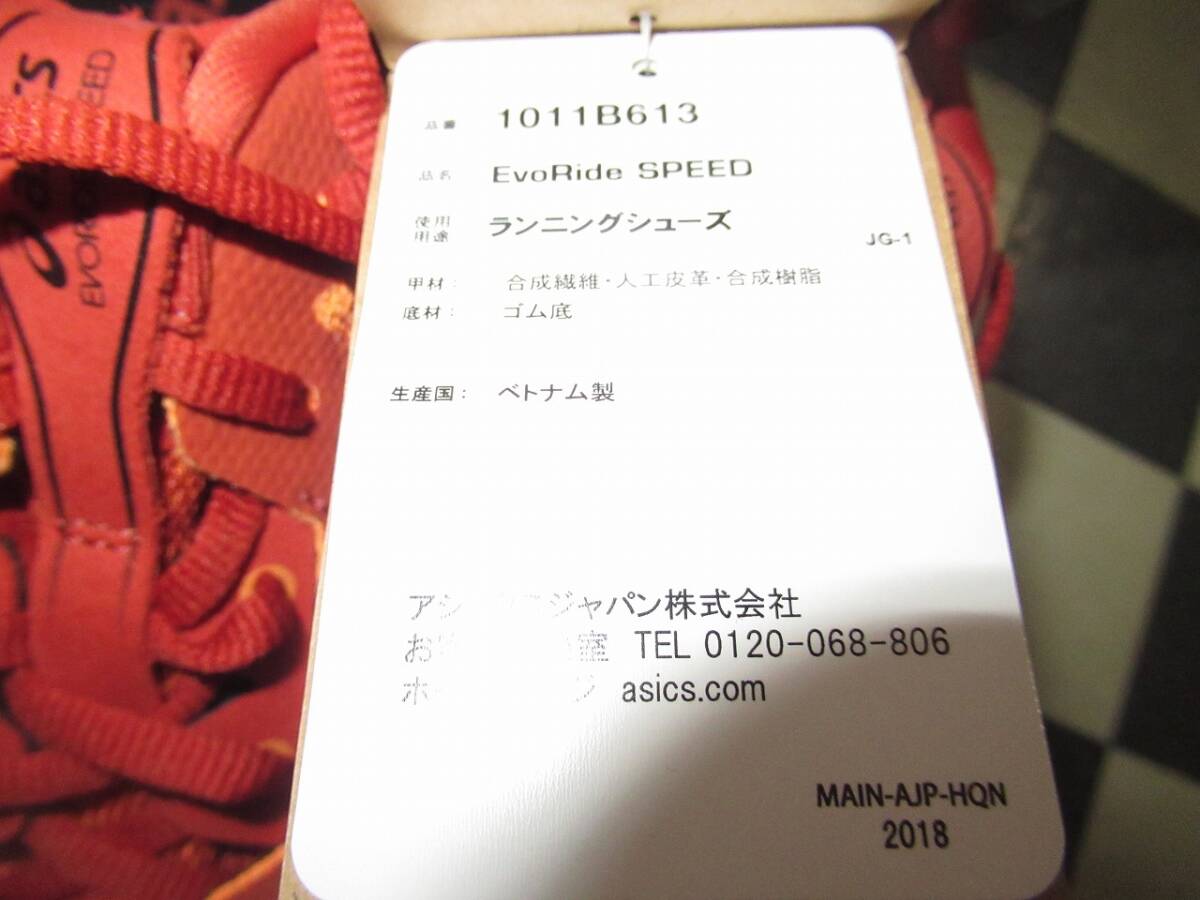 品番 1011B613
品名 EvoRide SPEED
使用用途 ランニングシューズ
JG-1
甲材： 合成繊維・人工皮革・合成樹脂
底材： ゴム底
生産国： ベトナム製
ジャパン株式会社
TEL 0120-068-806
asics.com
MAIN-AJP-HQN
2018